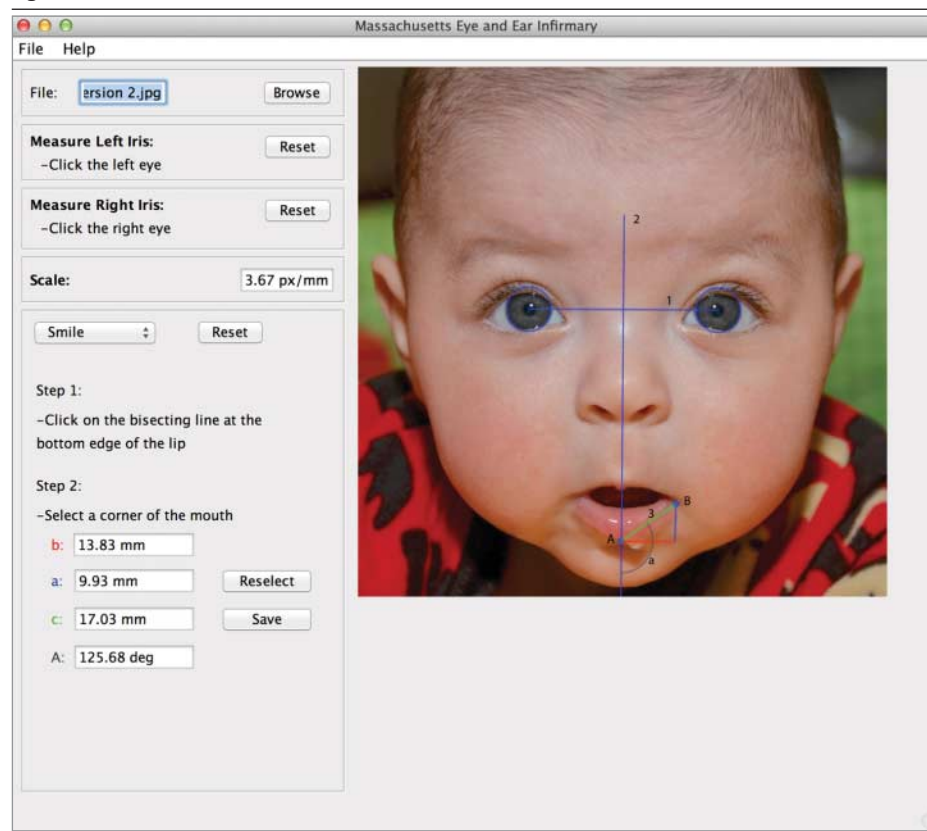 Massachusetts Eye and Ear Infirmary
File Help
File: ersion 2.jpg Browse
Measure Left Iris: Reset
-Click the left eye
Measure Right Iris: Reset
-Click the right eye
Scale: 3.67 px/mm
Smile Reset
Step 1:
-Click on the bisecting line at the
bottom edge of the lip
Step 2:
-Select a corner of the mouth
b: 13.83 mm
a: 9.93 mm Reselect
c: 17.03 mm Save
A: 125.68 deg
2
1
B
3
A
a